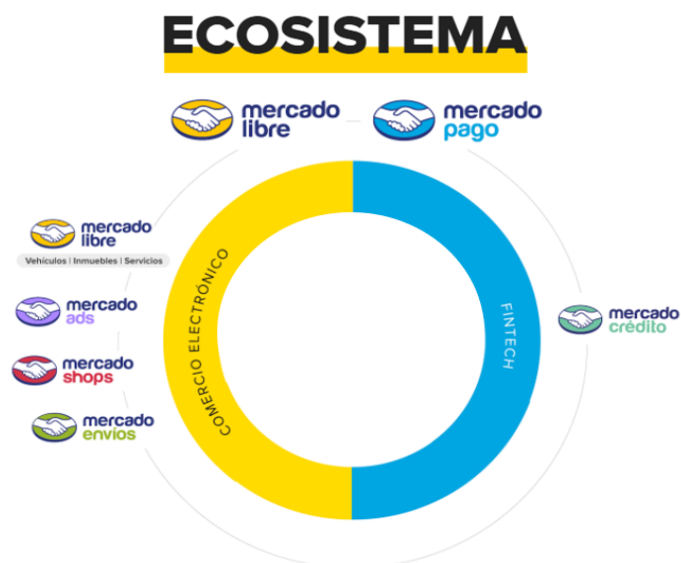 ECOSISTEMA
mercado
libre
mercado
pago
mercado
libre
Vehículos | Inmuebles | Servicios
mercado
ads
mercado
shops
mercado
envios
COMERCIO ELECTRÓNICO
FINTECH
mercado
crédito